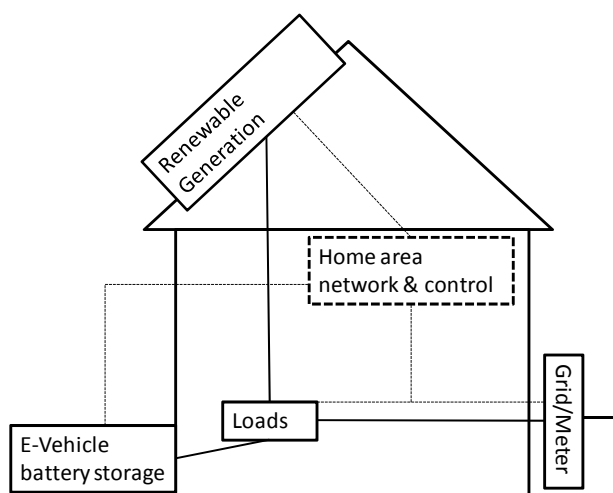 Renewable
Generation
Home area
network & control
Loads
Grid/Meter
E-Vehicle
battery storage